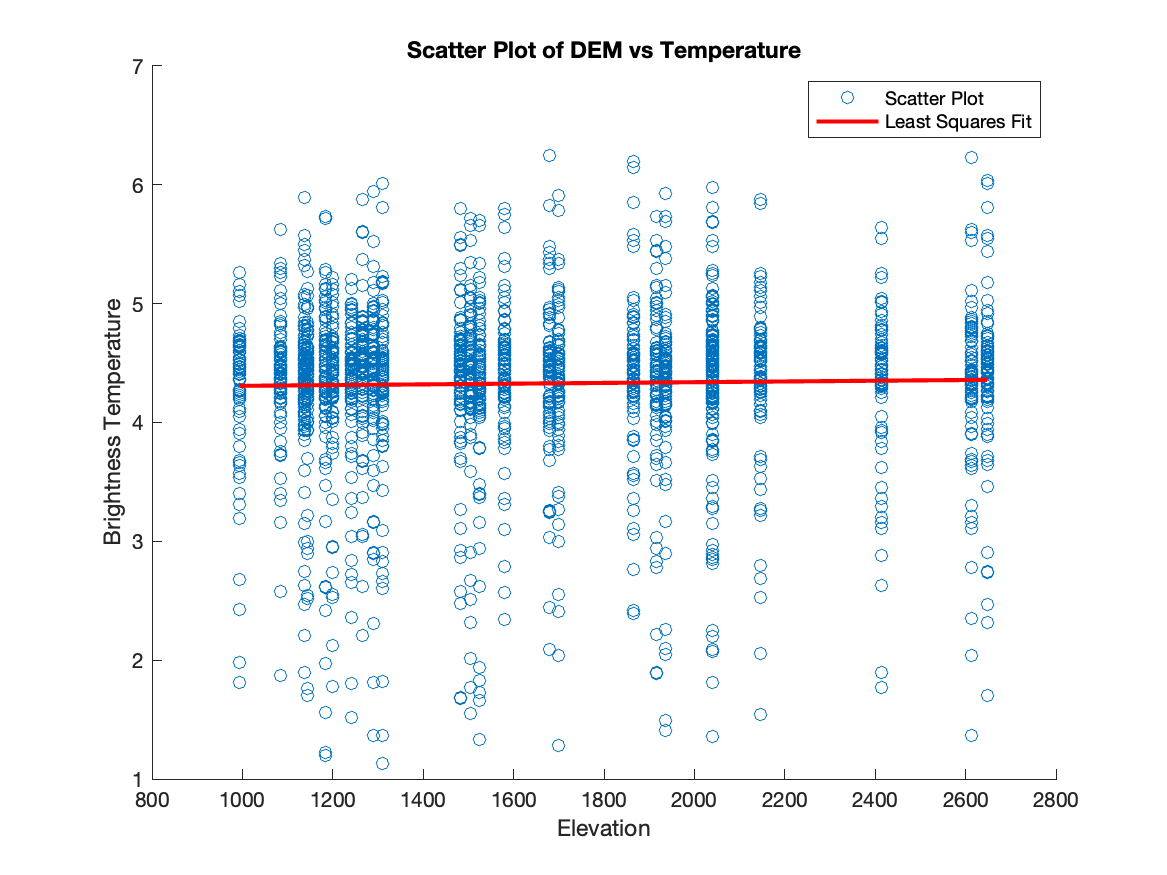 Scatter Plot of DEM vs Temperature
7
6
5
4
3
2
1
Brightness Temperature
Scatter Plot
Least Squares Fit
800 1000 1200 1400 1600 1800 2000 2200 2400 2600 2800
Elevation